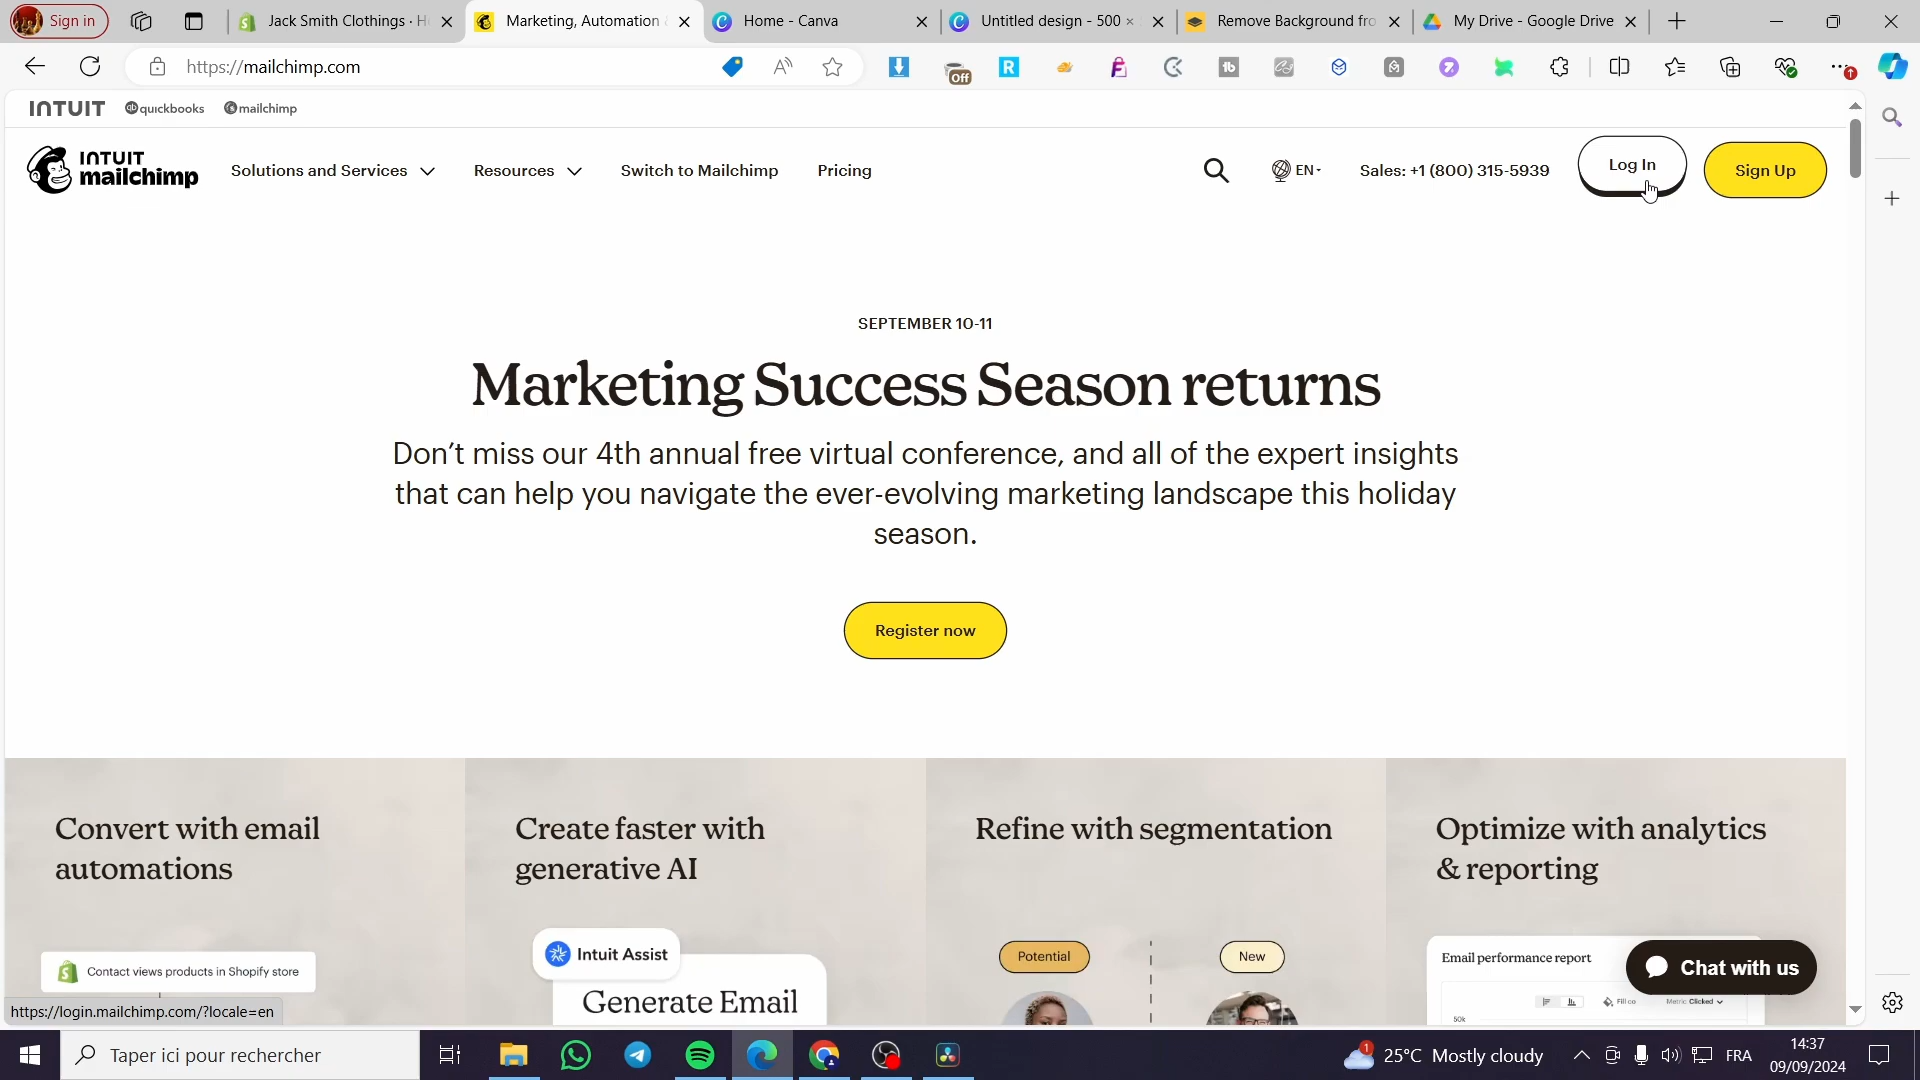 Sign in
Jack Smith Clothings · H
Marketing, Automation
Home - Canva
Untitled design - 500 ×
Remove Background fro
My Drive - Google Drive
https://mailchimp.com
Off
INTUIT
quickbooks
mailchimp
INTUIT
mailchimp
Solutions and Services
Resources
Switch to Mailchimp
Pricing
EN
Sales: +1 (800) 315-5939
Log In
Sign Up
SEPTEMBER 10-11
Marketing Success Season returns
Don’t miss our 4th annual free virtual conference, and all of the expert insights
that can help you navigate the ever-evolving marketing landscape this holiday
season.
Register now
Convert with email
automations
Create faster with
generative AI
Refine with segmentation
Optimize with analytics
& reporting
Contact views products in Shopify store
Intuit Assist
Generate Email
Potential
New
Email performance report
Metric: Clicked
50k
Chat with us
https://login.mailchimp.com/?locale=en
Taper ici pour rechercher
1
25°C Mostly cloudy
FRA
14:37
09/09/2024